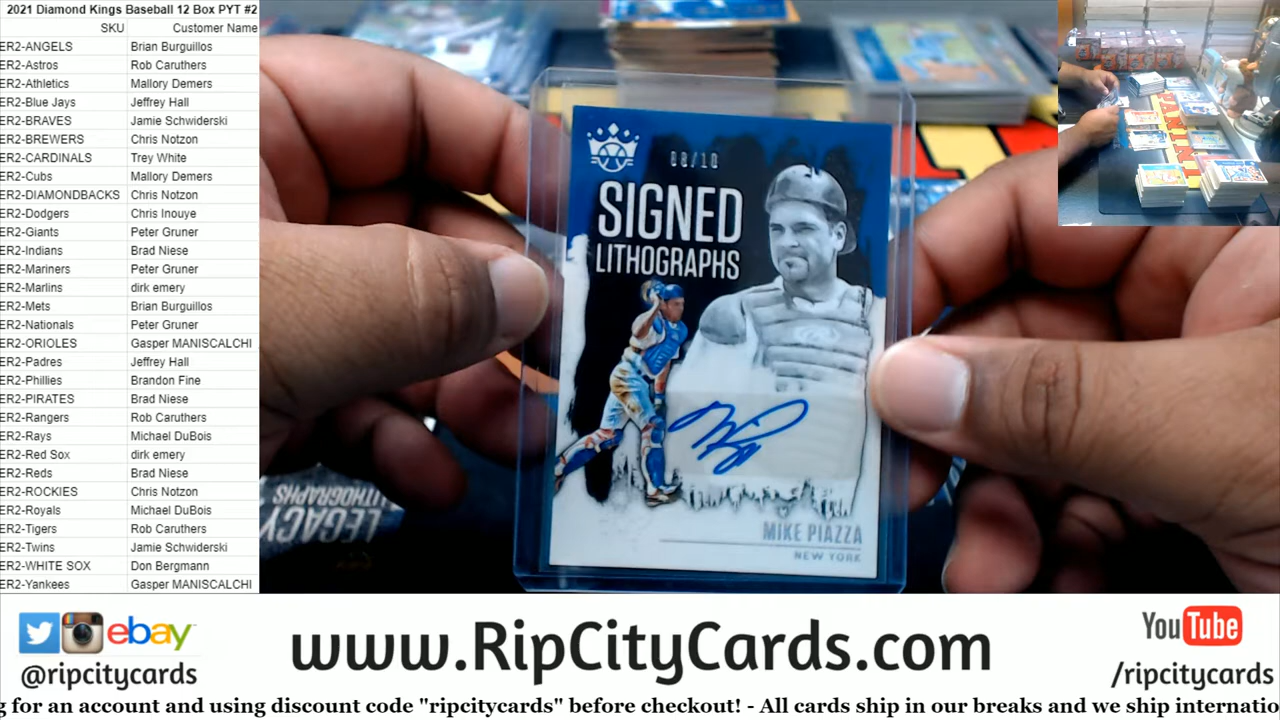 2021 Diamond Kings Baseball 12 Box PYT #2
SKU Customer Name
ER2-ANGELS Brian Burguillos
ER2-Astros Rob Caruthers
ER2-Athletics Mallory Demers
ER2-Blue Jays Jeffrey Hall
ER2-BRAVES Jamie Schwiderski
ER2-BREWERS Chris Notzon
ER2-CARDINALS Trey White
ER2-Cubs Mallory Demers
ER2-DIAMONDBACKS Chris Notzon
ER2-Dodgers Chris Inouye
ER2-Giants Peter Gruner
ER2-Indians Brad Niese
ER2-Mariners Peter Gruner
ER2-Marlins dirk emery
ER2-Mets Brian Burguillos
ER2-Nationals Peter Gruner
ER2-ORIOLES Gasper MANISCALCHI
ER2-Padres Jeffrey Hall
ER2-Phillies Brandon Fine
ER2-PIRATES Brad Niese
ER2-Rangers Rob Caruthers
ER2-Rays Michael DuBois
ER2-Red Sox dirk emery
ER2-Reds Brad Niese
ER2-ROCKIES Chris Notzon
ER2-Royals Michael DuBois
ER2-Tigers Rob Caruthers
ER2-Twins Jamie Schwiderski
ER2-WHITE SOX Don Bergmann
ER2-Yankees Gasper MANISCALCHI
08/10
SIGNED
LITHOGRAPHS
MIKE PIAZZA
NEW YORK
LEGACY
LITHOGRAPHS
ebay
@ripcitycards
www.RipCityCards.com
YouTube
/ripcitycards
g for an account and using discount code "ripcitycards" before checkout! - All cards ship in our breaks and we ship internatio